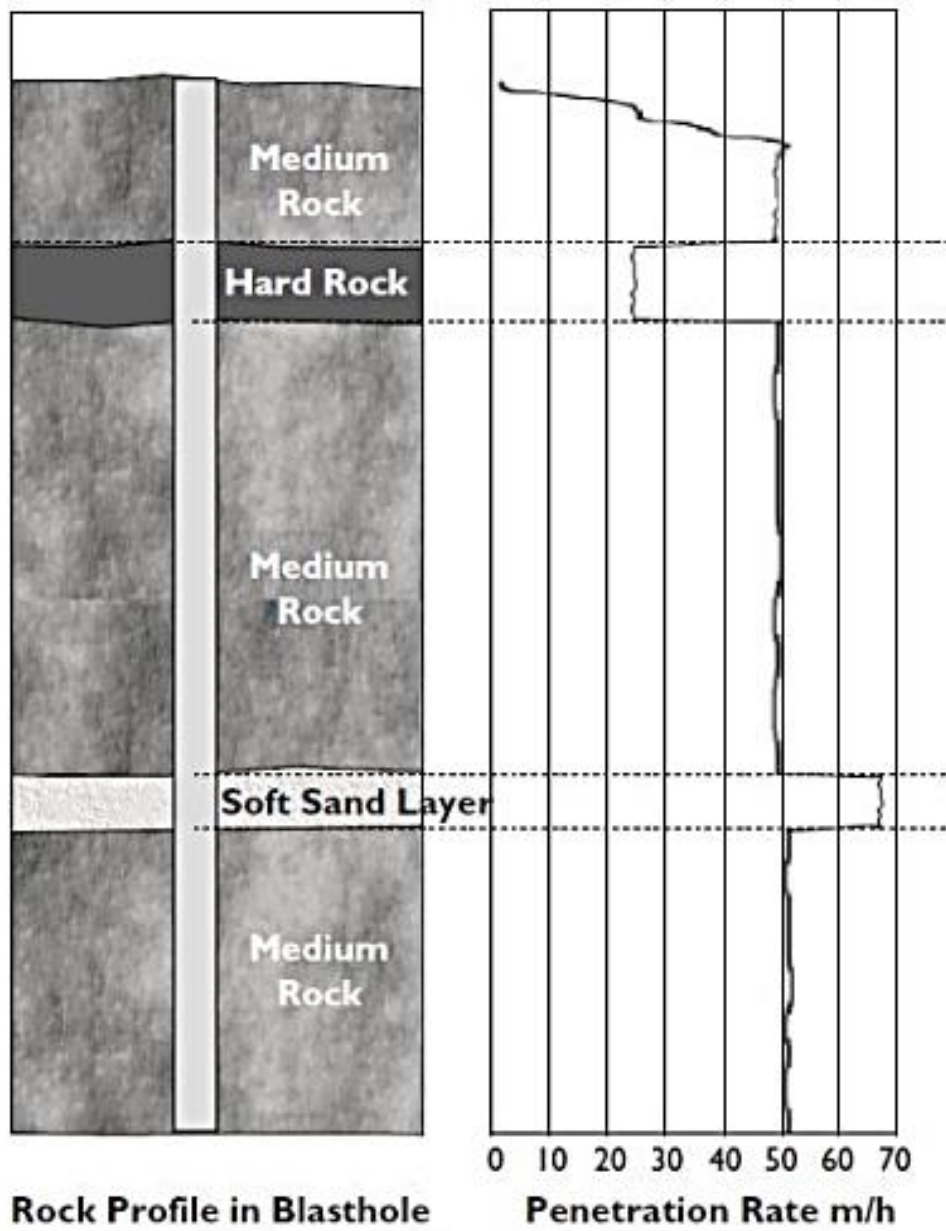 Medium
Rock
Hard Rock
Medium
Rock
Soft Sand Layer
Medium
Rock
0 10 20 30 40 50 60 70
Rock Profile in Blasthole
Penetration Rate m/h